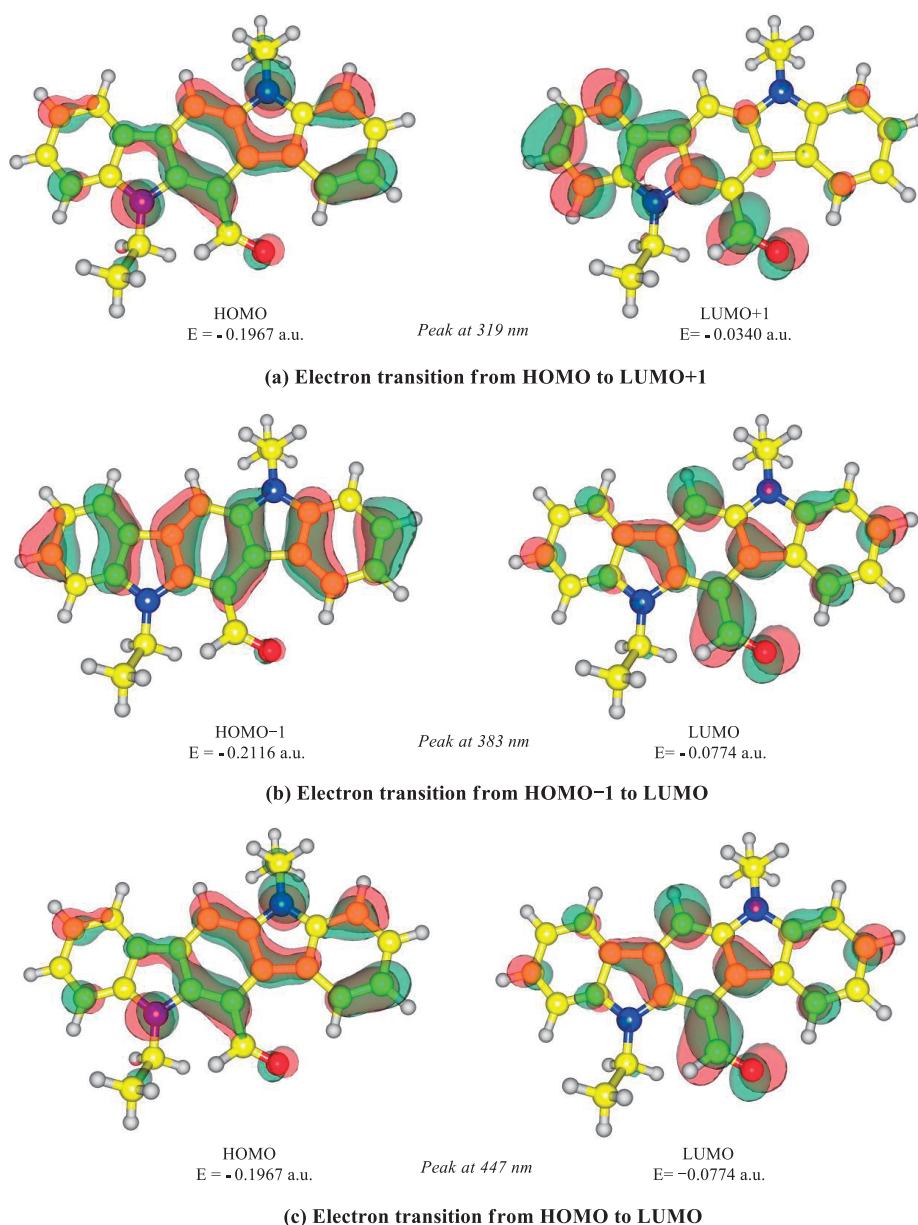 HOMO
E = -0.1967 a.u.
Peak at 319 nm
LUMO+1
E= -0.0340 a.u.
(a) Electron transition from HOMO to LUMO+1
HOMO−1
E = -0.2116 a.u.
Peak at 383 nm
LUMO
E= -0.0774 a.u.
(b) Electron transition from HOMO−1 to LUMO
HOMO
E = -0.1967 a.u.
Peak at 447 nm
LUMO
E= −0.0774 a.u.
(c) Electron transition from HOMO to LUMO